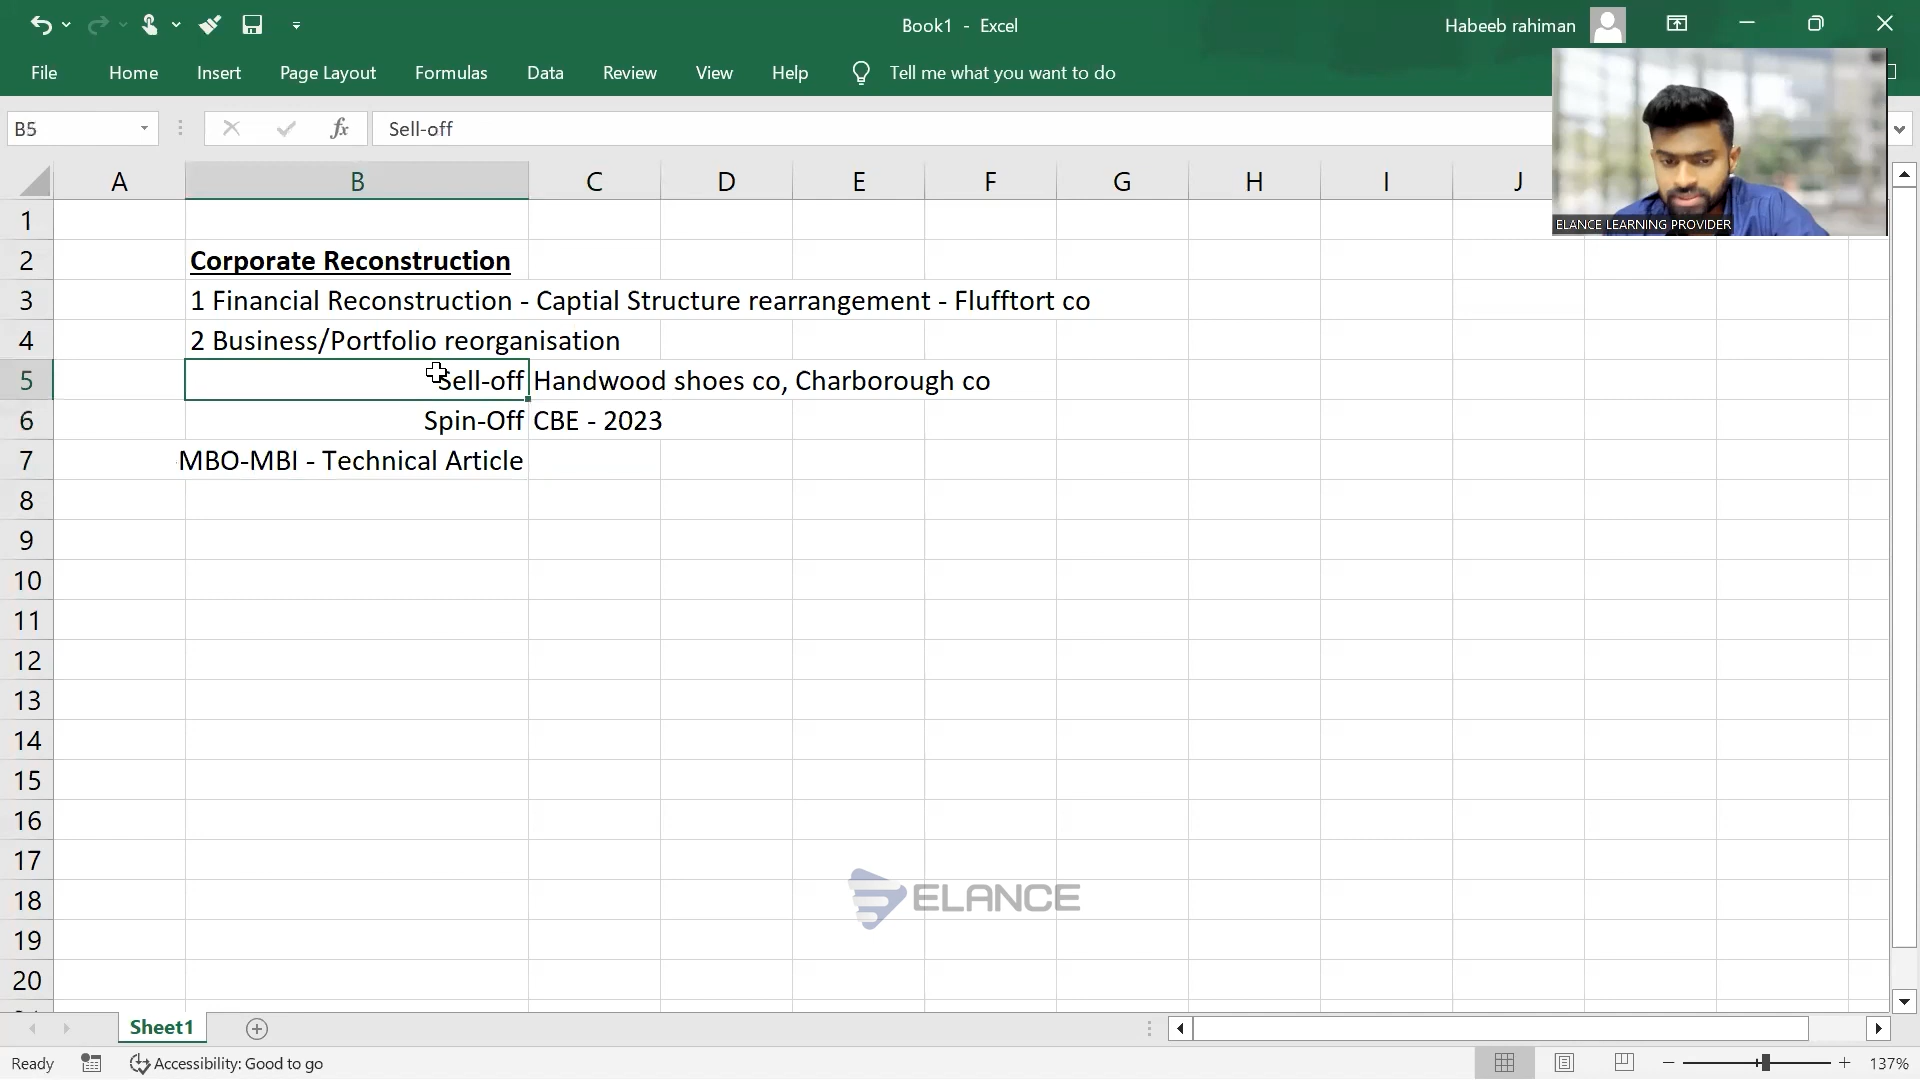 Book1 - Excel
Habeeb rahiman
File Home Insert Page Layout Formulas Data Review View Help Tell me what you want to do
B5 fx Sell-off
A B C D E F G H I J
ELANCE LEARNING PROVIDER
1
2 Corporate Reconstruction
3 1 Financial Reconstruction - Captial Structure rearrangement - Flufftort co
4 2 Business/Portfolio reorganisation
5 Sell-off Handwood shoes co, Charborough co
6 Spin-Off CBE - 2023
7 MBO-MBI - Technical Article
8
9
10
11
12
13
14
15
16
17
18
ELANCE
19
20
Sheet1
Ready Accessibility: Good to go 137%